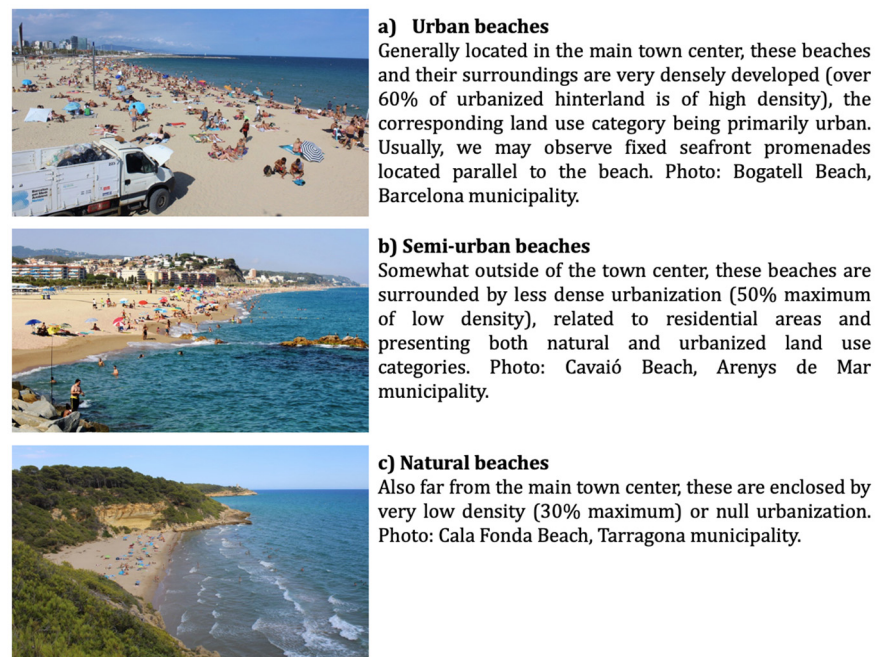 a) Urban beaches
Generally located in the main town center, these beaches
and their surroundings are very densely developed (over
60% of urbanized hinterland is of high density), the
corresponding land use category being primarily urban.
Usually, we may observe fixed seafront promenades
located parallel to the beach. Photo: Bogatell Beach,
Barcelona municipality.
b) Semi-urban beaches
Somewhat outside of the town center, these beaches are
surrounded by less dense urbanization (50% maximum
of low density), related to residential areas and
presenting both natural and urbanized land use
categories. Photo: Cavaió Beach, Arenys de Mar
municipality.
c) Natural beaches
Also far from the main town center, these are enclosed by
very low density (30% maximum) or null urbanization.
Photo: Cala Fonda Beach, Tarragona municipality.